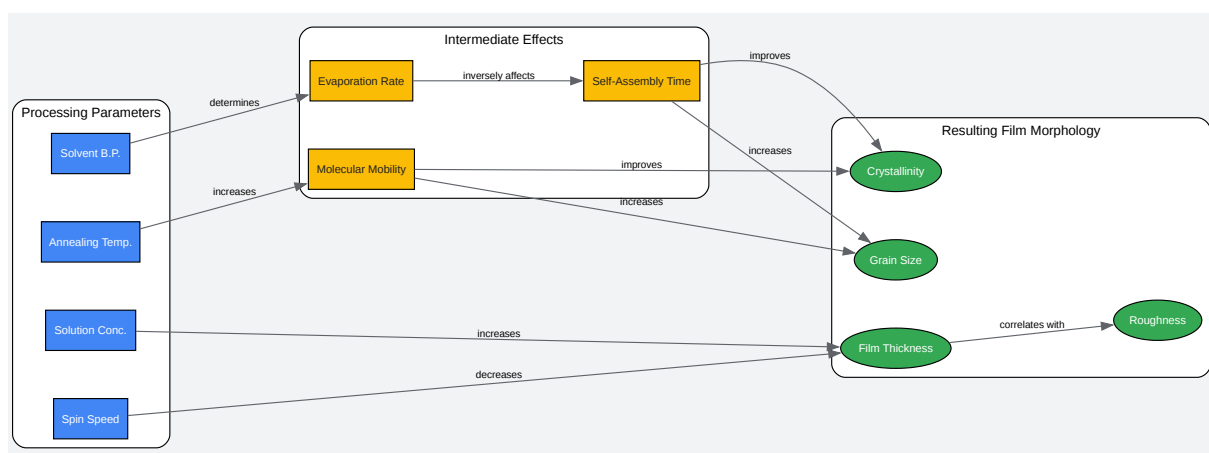 Processing Parameters
Solvent B.P.
Annealing Temp.
Solution Conc.
Spin Speed
determines
increases
Intermediate Effects
Evaporation Rate
inversely affects
Self-Assembly Time
Molecular Mobility
improves
increases
improves
increases
increases
decreases
Resulting Film Morphology
Crystallinity
Grain Size
Film Thickness
correlates with
Roughness